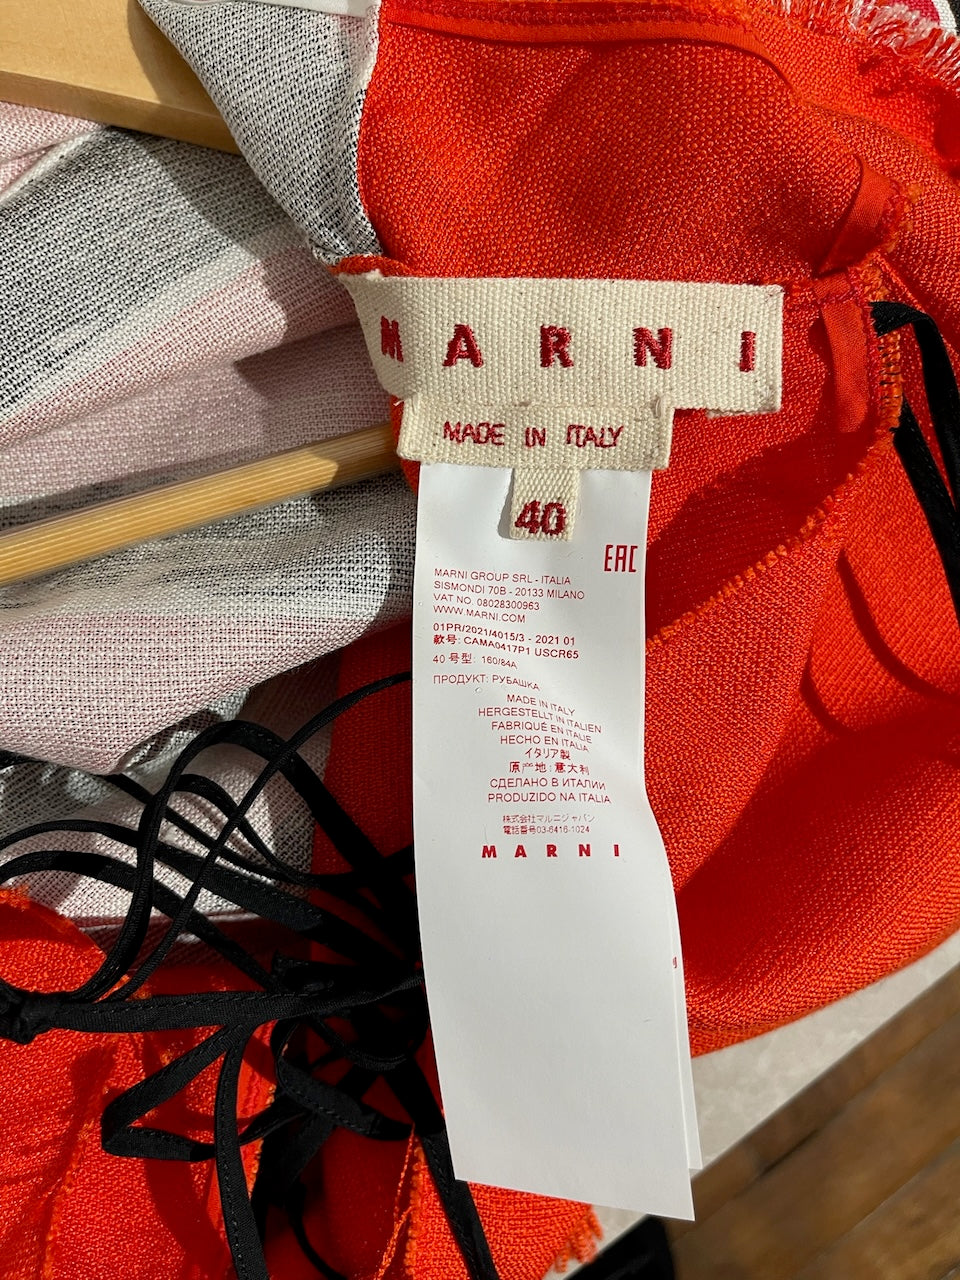 MARNI
MADE IN ITALY
40
EAC
MARNI GROUP SRL - ITALIA
SISMONDI 70B - 20133 MILANO
VAT NO. 08028300963
WWW.MARNI.COM
01PR/2021/4015/3 - 2021 01
款号: CAMA0417P1 USCR65
40 号型: 160/84A
ПРОДУКТ: РУБАШКА
MADE IN ITALY
HERGESTELLT IN ITALIEN
FABRIQUÉ EN ITALIE
HECHO EN ITALIA
イタリア製
原产地: 意大利
СДЕЛАНО В ИТАЛИИ
PRODUZIDO NA ITALIA
株式会社マルニジャパン
電話番号03-6416-1024
MARNI